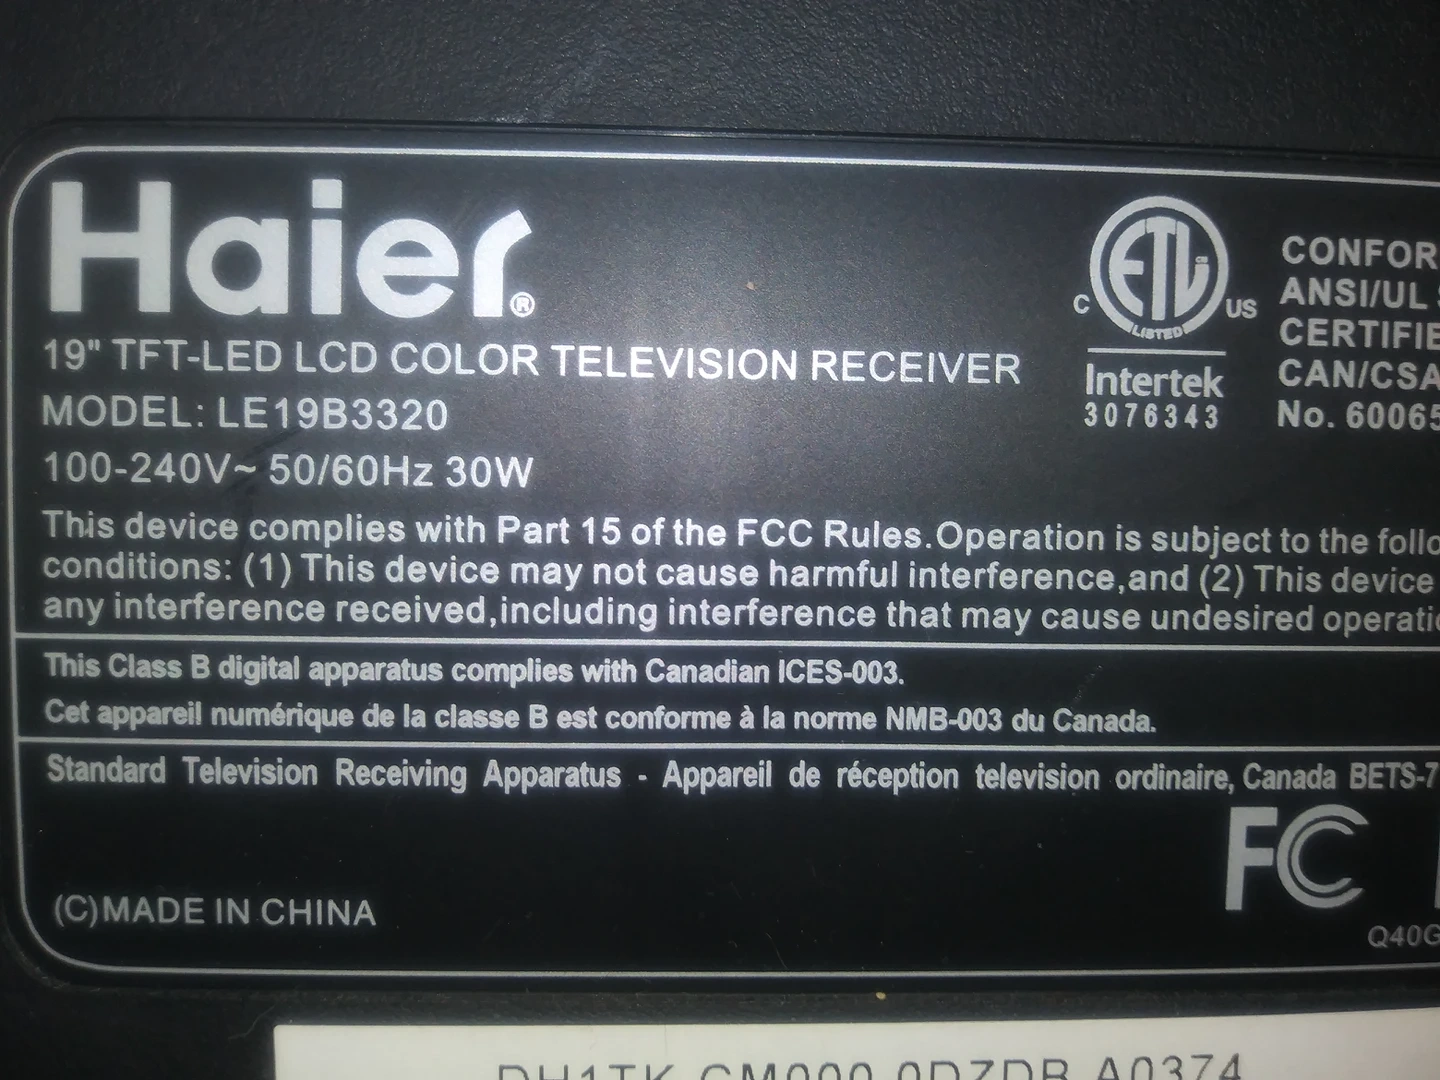 Haier®
19" TFT-LED LCD COLOR TELEVISION RECEIVER
MODEL: LE19B3320
100-240V~ 50/60Hz 30W
C ETL US
LISTED
Intertek
3076343
CONFOR
ANSI/UL
CERTIFIE
CAN/CSA
No. 60065
This device complies with Part 15 of the FCC Rules.Operation is subject to the follo
conditions: (1) This device may not cause harmful interference,and (2) This device
any interference received,including interference that may cause undesired operati
This Class B digital apparatus complies with Canadian ICES-003.
Cet appareil numérique de la classe B est conforme à la norme NMB-003 du Canada.
Standard Television Receiving Apparatus - Appareil de réception television ordinaire, Canada BETS-7
FC
(C)MADE IN CHINA
Q40G
A0374